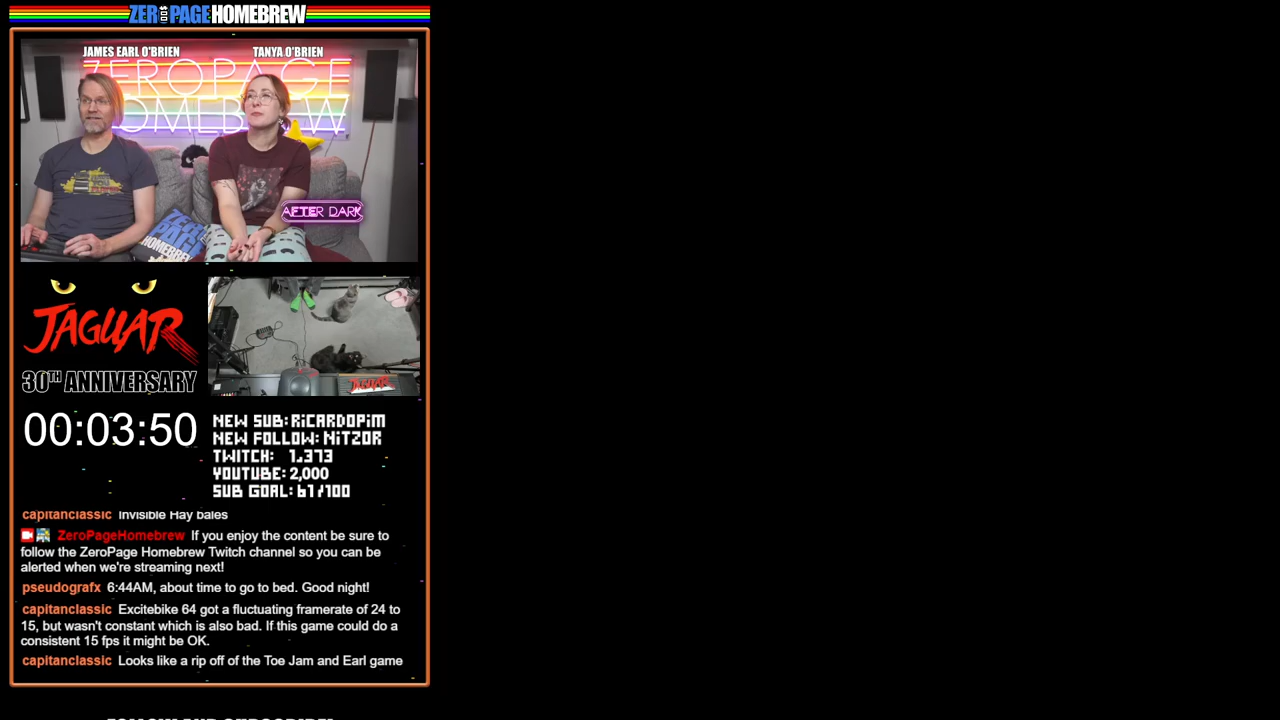 ZEROPAGE HOMEBREW
JAMES EARL O'BRIEN
TANYA O'BRIEN
ZEROPAGE
HOMEBREW
AFTER DARK
ZERO
PAGE
HOMEBREW
JAGUAR
30TH ANNIVERSARY
JAGUAR
00:03:50
NEW SUB: RICARDOPIM
NEW FOLLOW: NITZOR
TWITCH: 1,373
YOUTUBE: 2,000
SUB GOAL: 67/100
capitanclassic Invisible Hay bales
ZeroPageHomebrew If you enjoy the content be sure to
follow the ZeroPage Homebrew Twitch channel so you can be
alerted when we're streaming next!
pseudografx 6:44AM, about time to go to bed. Good night!
capitanclassic Excitebike 64 got a fluctuating framerate of 24 to
15, but wasn't constant which is also bad. If this game could do a
consistent 15 fps it might be OK.
capitanclassic Looks like a rip off of the Toe Jam and Earl game
FOLLOW AND SUBSCRIBE!